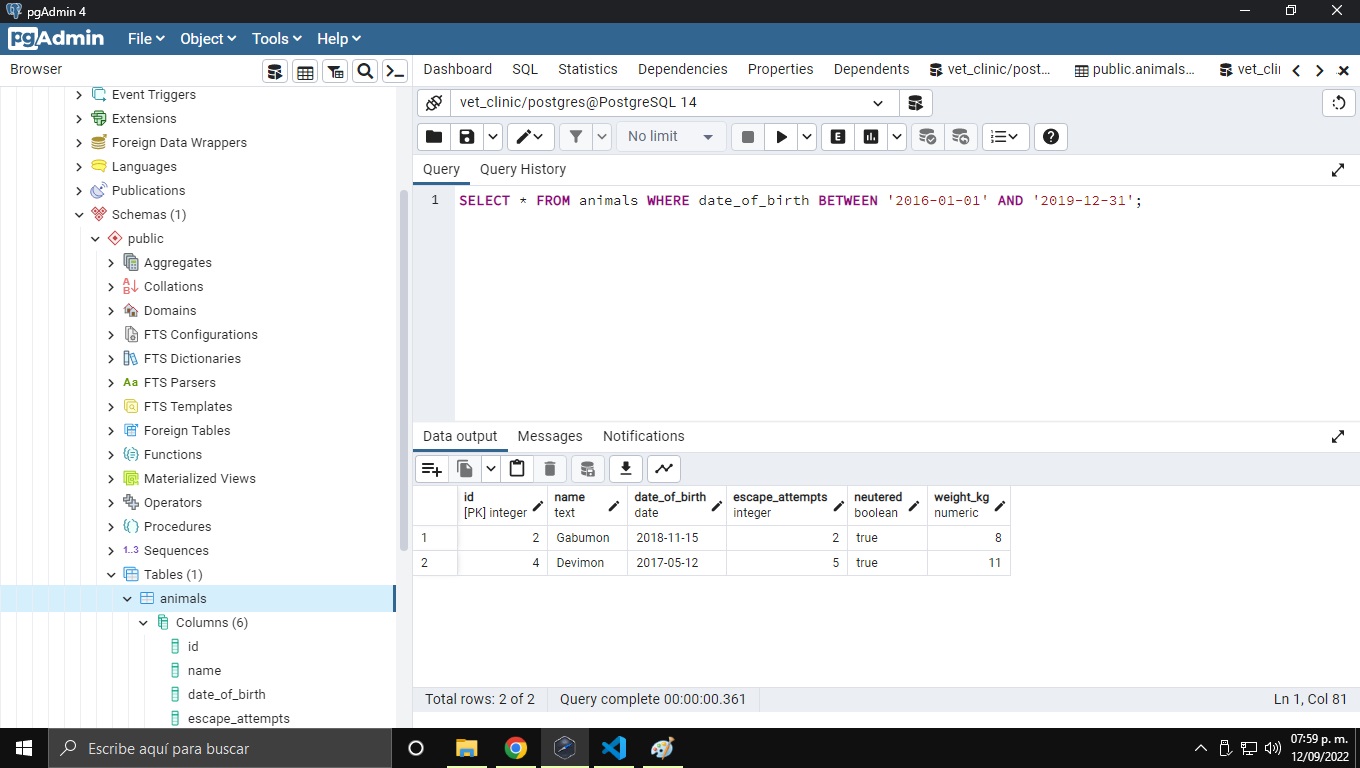 pgAdmin 4
pgAdmin File Object Tools Help
Browser
Dashboard SQL Statistics Dependencies Properties Dependents vet_clinic/post... public.animals... vet_cli
Event Triggers
Extensions
Foreign Data Wrappers
Languages
Publications
Schemas (1)
public
Aggregates
Collations
Domains
FTS Configurations
FTS Dictionaries
Aa FTS Parsers
FTS Templates
Foreign Tables
Functions
Materialized Views
Operators
Procedures
1..3 Sequences
Tables (1)
animals
Columns (6)
id
name
date_of_birth
escape_attempts
vet_clinic/postgres@PostgreSQL 14
No limit E
Query Query History
1 SELECT * FROM animals WHERE date_of_birth BETWEEN '2016-01-01' AND '2019-12-31';
Data output Messages Notifications
id name date_of_birth escape_attempts neutered weight_kg
[PK] integer text date integer boolean numeric
1 2 Gabumon 2018-11-15 2 true 8
2 4 Devimon 2017-05-12 5 true 11
Total rows: 2 of 2 Query complete 00:00:00.361 Ln 1, Col 81
Escribe aquí para buscar
07:59 p. m.
12/09/2022